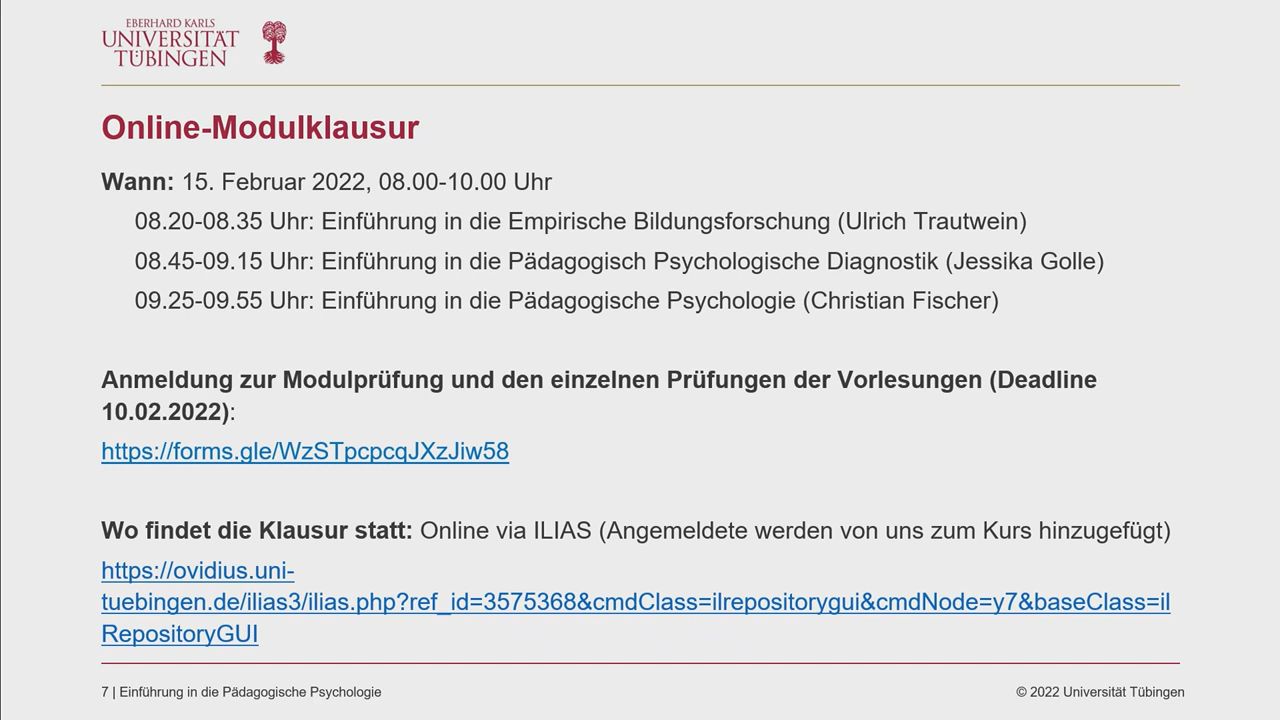 EBERHARD KARLS
UNIVERSITÄT
TÜBINGEN
Online-Modulklausur
Wann: 15. Februar 2022, 08.00-10.00 Uhr
08.20-08.35 Uhr: Einführung in die Empirische Bildungsforschung (Ulrich Trautwein)
08.45-09.15 Uhr: Einführung in die Pädagogisch Psychologische Diagnostik (Jessika Golle)
09.25-09.55 Uhr: Einführung in die Pädagogische Psychologie (Christian Fischer)
Anmeldung zur Modulprüfung und den einzelnen Prüfungen der Vorlesungen (Deadline
10.02.2022):
https://forms.gle/WzSTpcpcqJXzJiw58
Wo findet die Klausur statt: Online via ILIAS (Angemeldete werden von uns zum Kurs hinzugefügt)
https://ovidius.uni-
tuebingen.de/ilias3/ilias.php?ref_id=3575368&cmdClass=ilrepositorygui&cmdNode=y7&baseClass=il
RepositoryGUI
7 | Einführung in die Pädagogische Psychologie
© 2022 Universität Tübingen